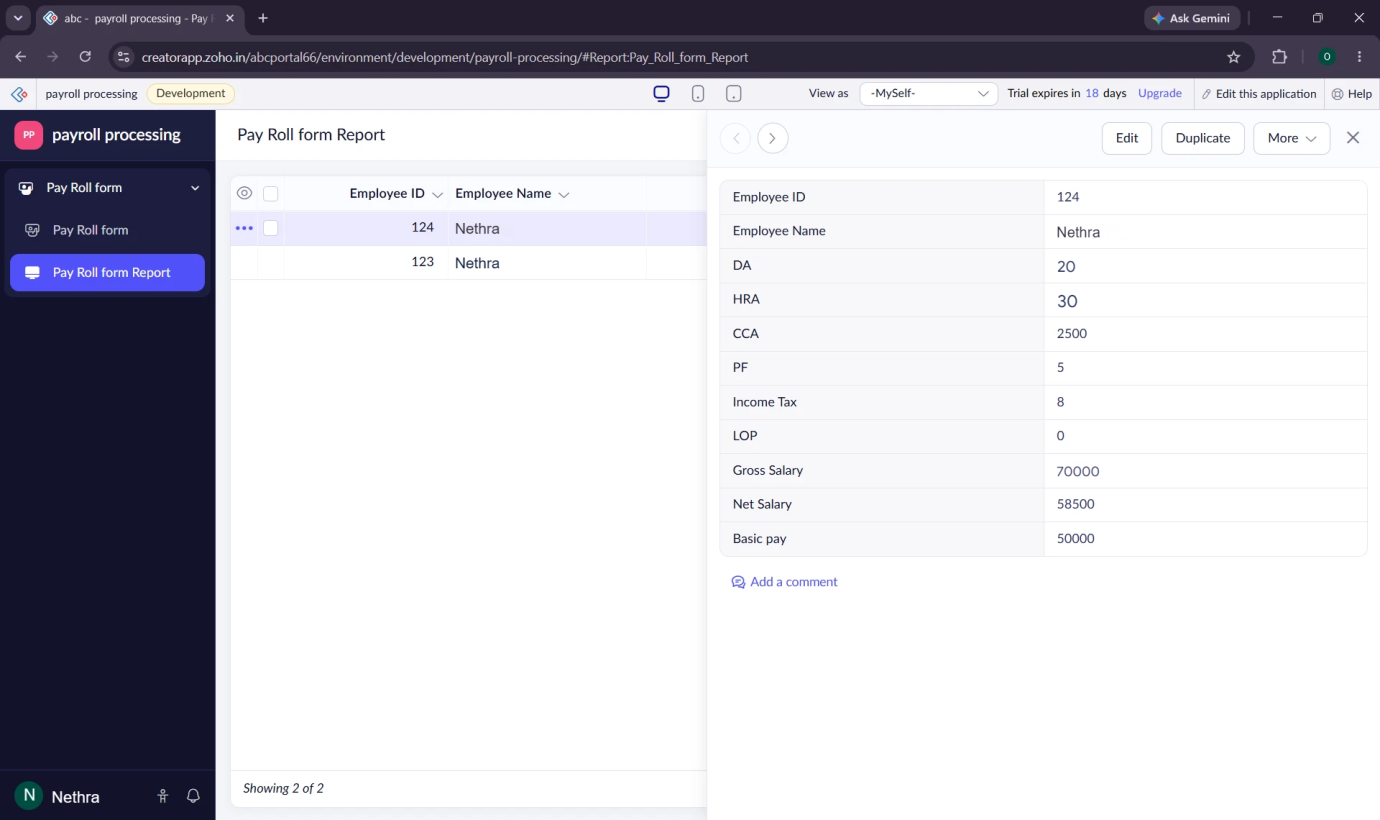 abc - payroll processing - Pay
Ask Gemini
creatorapp.zoho.in/abcportal66/environment/development/payroll-processing/#Report:Pay_Roll_form_Report
O
payroll processing Development View as -MySelf- Trial expires in 18 days Upgrade Edit this application Help
PP payroll processing
Pay Roll form
Pay Roll form
Pay Roll form Report
N Nethra
Pay Roll form Report
Employee ID Employee Name
124 Nethra
123 Nethra
Showing 2 of 2
Edit Duplicate More
Employee ID 124
Employee Name Nethra
DA 20
HRA 30
CCA 2500
PF 5
Income Tax 8
LOP 0
Gross Salary 70000
Net Salary 58500
Basic pay 50000
Add a comment